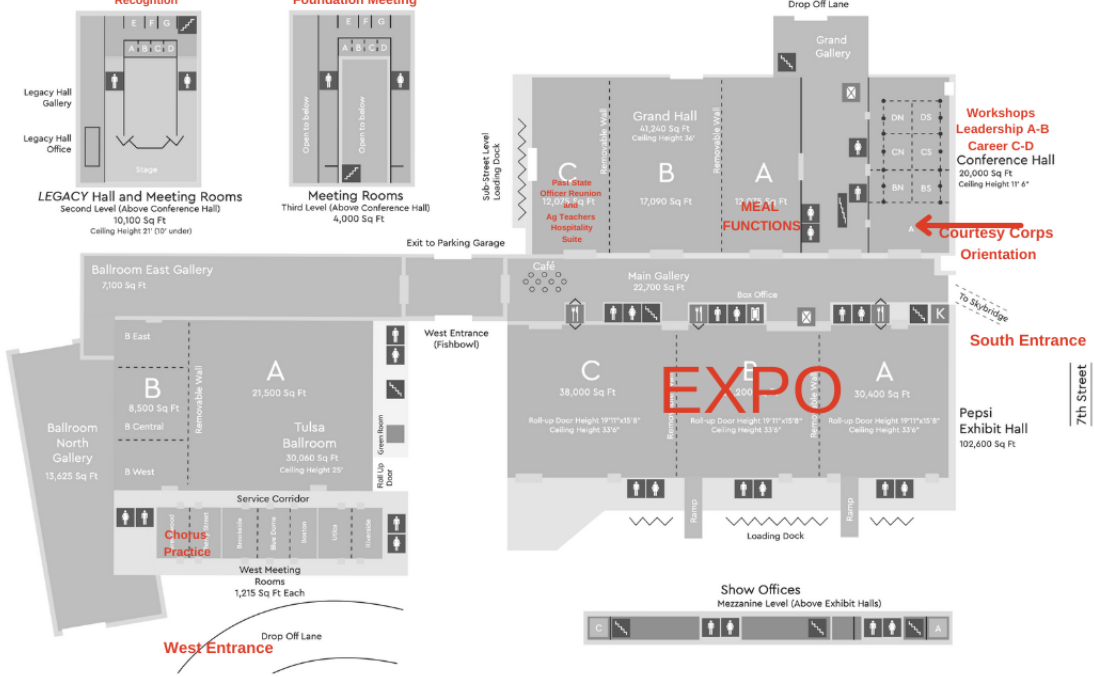 Recognition
Foundation Meeting
E F G
A B C D
Legacy Hall
Gallery
Legacy Hall
Office
Stage
LEGACY Hall and Meeting Rooms
Second Level (Above Conference Hall)
10,100 Sq Ft
Ceiling Height 21' (10' under)
E F G
A B C D
Open to below
Open to below
Meeting Rooms
Third Level (Above Conference Hall)
4,000 Sq Ft
Drop Off Lane
Grand
Gallery
Sub-Street Level
Loading Dock
Removable Wall
Removable Wall
Grand Hall
41,240 Sq Ft
Ceiling Height 36'
C
12,075 Sq Ft
B
17,090 Sq Ft
A
Past State
Officer Reunion
and
Ag Teachers
Hospitality
Suite
MEAL
FUNCTIONS
DN DS
CN CS
BN BS
A
Workshops
Leadership A-B
Career C-D
Conference Hall
20,000 Sq Ft
Ceiling Height 11' 6"
Courtesy Corps
Orientation
Exit to Parking Garage
Ballroom East Gallery
7,100 Sq Ft
Café
Main Gallery
22,700 Sq Ft
Box Office
K
To Skybridge
West Entrance
(Fishbowl)
South Entrance
7th Street
B East
B
8,500 Sq Ft
B Central
B West
Removable Wall
A
21,500 Sq Ft
Tulsa
Ballroom
30,060 Sq Ft
Ceiling Height 25'
Green Room
Roll Up
Door
Ballroom
North
Gallery
13,625 Sq Ft
C
38,000 Sq Ft
Roll-up Door Height 19'11"x15'8"
Ceiling Height 33'6"
B
Roll-up Door Height 19'11"x15'8"
Ceiling Height 33'6"
A
30,400 Sq Ft
Roll-up Door Height 19'11"x15'8"
Ceiling Height 33'6"
EXPO
Pepsi
Exhibit Hall
102,600 Sq Ft
Service Corridor
Chorus
Practice
Brookside
Blue Dome
Boston
Utica
Riverside
West Meeting
Rooms
1,215 Sq Ft Each
Ramp
Ramp
Loading Dock
Drop Off Lane
West Entrance
Show Offices
Mezzanine Level (Above Exhibit Halls)
C
A